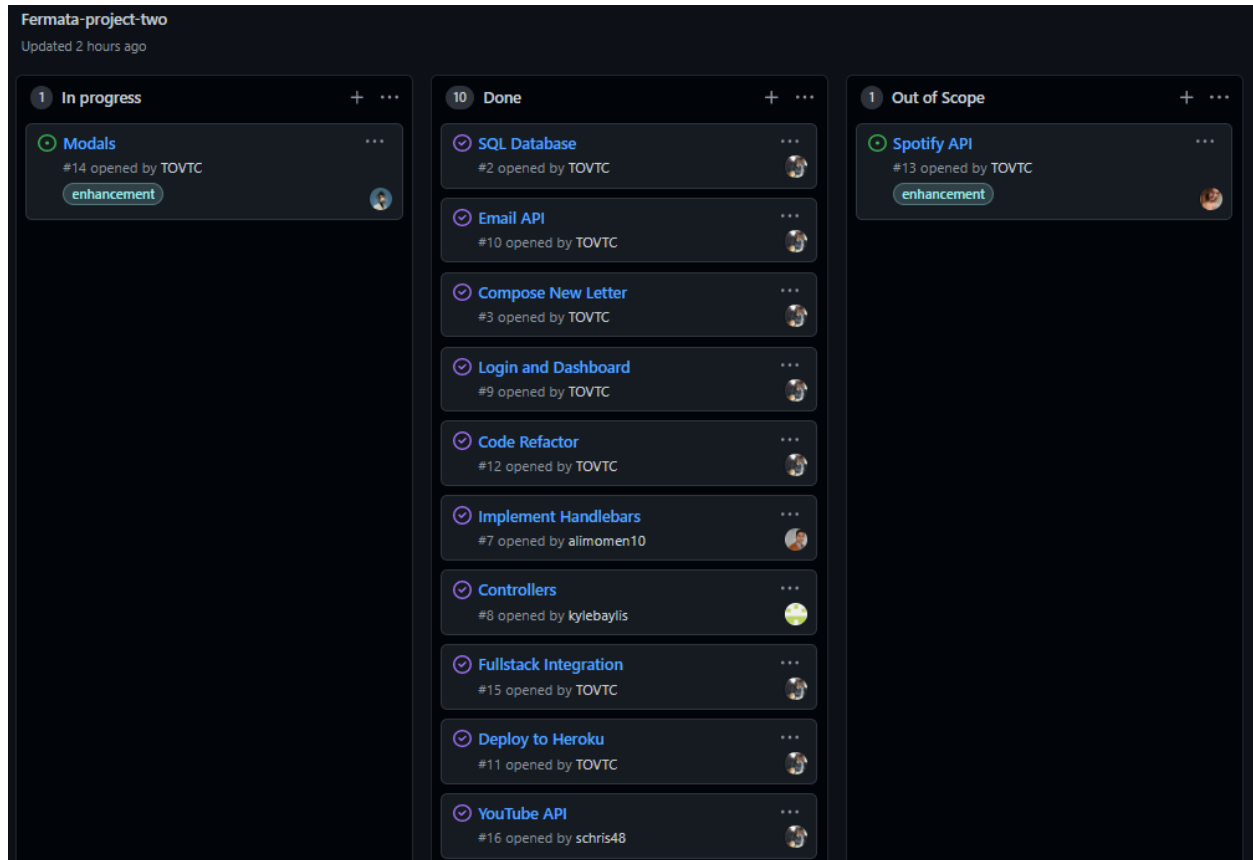 Fermata-project-two
Updated 2 hours ago
1 In progress
Modals
#14 opened by TOVTC
enhancement
10 Done
SQL Database
#2 opened by TOVTC
Email API
#10 opened by TOVTC
Compose New Letter
#3 opened by TOVTC
Login and Dashboard
#9 opened by TOVTC
Code Refactor
#12 opened by TOVTC
Implement Handlebars
#7 opened by alimomen10
Controllers
#8 opened by kylebaylis
Fullstack Integration
#15 opened by TOVTC
Deploy to Heroku
#11 opened by TOVTC
YouTube API
#16 opened by schris48
1 Out of Scope
Spotify API
#13 opened by TOVTC
enhancement